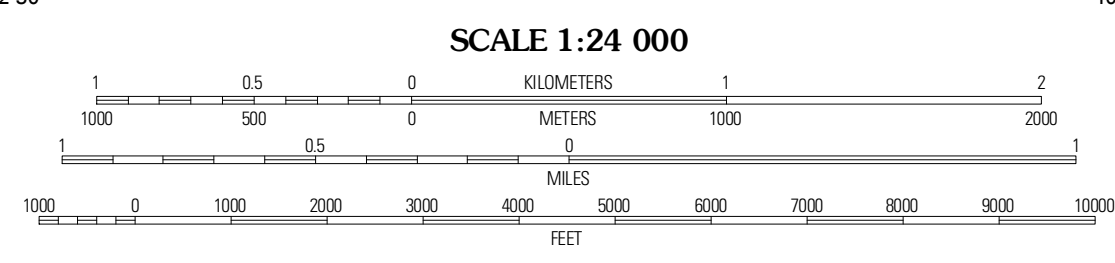 SCALE 1:24 000
1 0.5 0 KILOMETERS 1 2
1000 500 0 METERS 1000 2000
1 0.5 0 1
MILES
1000 0 1000 2000 3000 4000 5000 6000 7000 8000 9000 10000
FEET